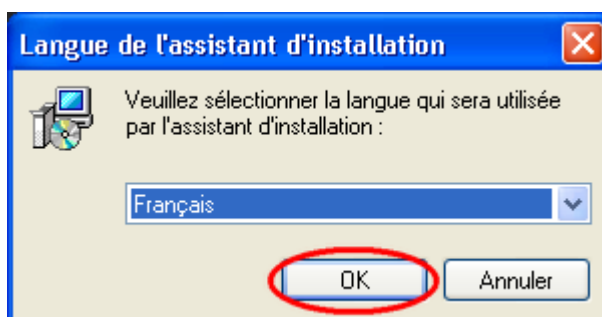 Langue de l'assistant d'installation
Veuillez sélectionner la langue qui sera utilisée
par l'assistant d'installation :
Français
OK
Annuler